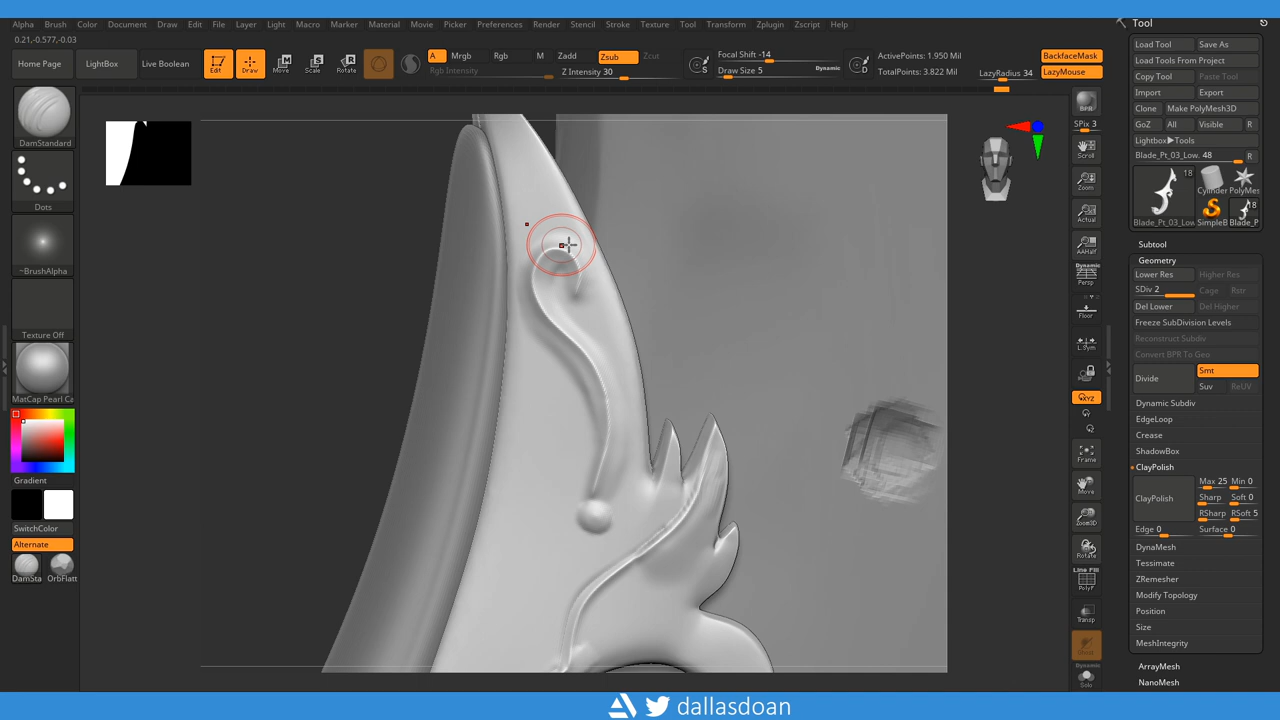 Alpha Brush Color Document Draw Edit File Layer Light Macro Marker Material Movie Picker Preferences Render Stencil Stroke Texture Tool Transform Zplugin Zscript Help
Tool
0.21,-0.577,-0.03
Home Page
LightBox
Live Boolean
Edit
Draw
Move
Scale
Rotate
A
Mrgb
Rgb
M
Zadd
Zsub
Zcut
Rgb Intensity
Z Intensity 30
Focal Shift -14
Draw Size 5
Dynamic
ActivePoints: 1.950 Mil
TotalPoints: 3.822 Mil
LazyRadius 34
BackfaceMask
LazyMouse
DamStandard
Dots
~BrushAlpha
Texture Off
MatCap Pearl Ca
Gradient
SwitchColor
Alternate
DamSta
OrbFlatt
BPR
SPix 3
Scroll
Zoom
Actual
AAHalf
Dynamic
Persp
Floor
L.Sym
XYZ
Frame
Move
Zoom3D
Rotate
Line Fill
PolyF
Transp
Ghost
Dynamic
Solo
Load Tool
Save As
Load Tools From Project
Copy Tool
Paste Tool
Import
Export
Clone
Make PolyMesh3D
GoZ
All
Visible
R
Lightbox▶Tools
Blade_Pt_03_Low. 48
R
18
Cylinder
PolyMes
8
Blade_Pt_03_Low
SimpleB
Blade_P
Subtool
Geometry
Lower Res
Higher Res
SDiv 2
Cage
Rstr
Del Lower
Del Higher
Freeze SubDivision Levels
Reconstruct Subdiv
Convert BPR To Geo
Divide
Smt
Suv
ReUV
Dynamic Subdiv
EdgeLoop
Crease
ShadowBox
ClayPolish
ClayPolish
Max 25
Min 0
Sharp
Soft 0
RSharp
RSoft 5
Edge 0
Surface 0
DynaMesh
Tessimate
ZRemesher
Modify Topology
Position
Size
MeshIntegrity
ArrayMesh
NanoMesh
dallasdoan